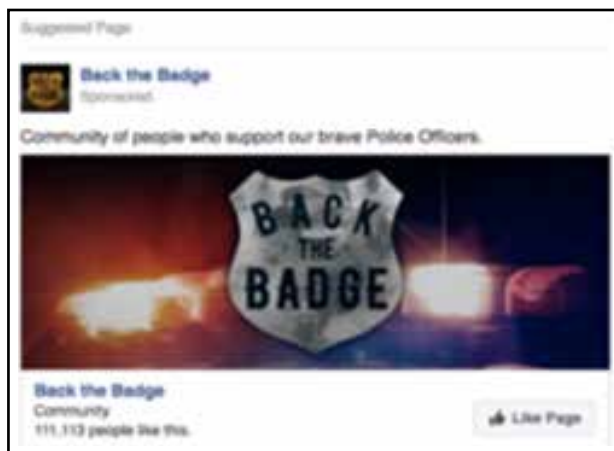 Suggested Page
Back the Badge
Sponsored
Community of people who support our brave Police Officers.
BACK
THE
BADGE
Back the Badge
Community
111,113 people like this.
Like Page